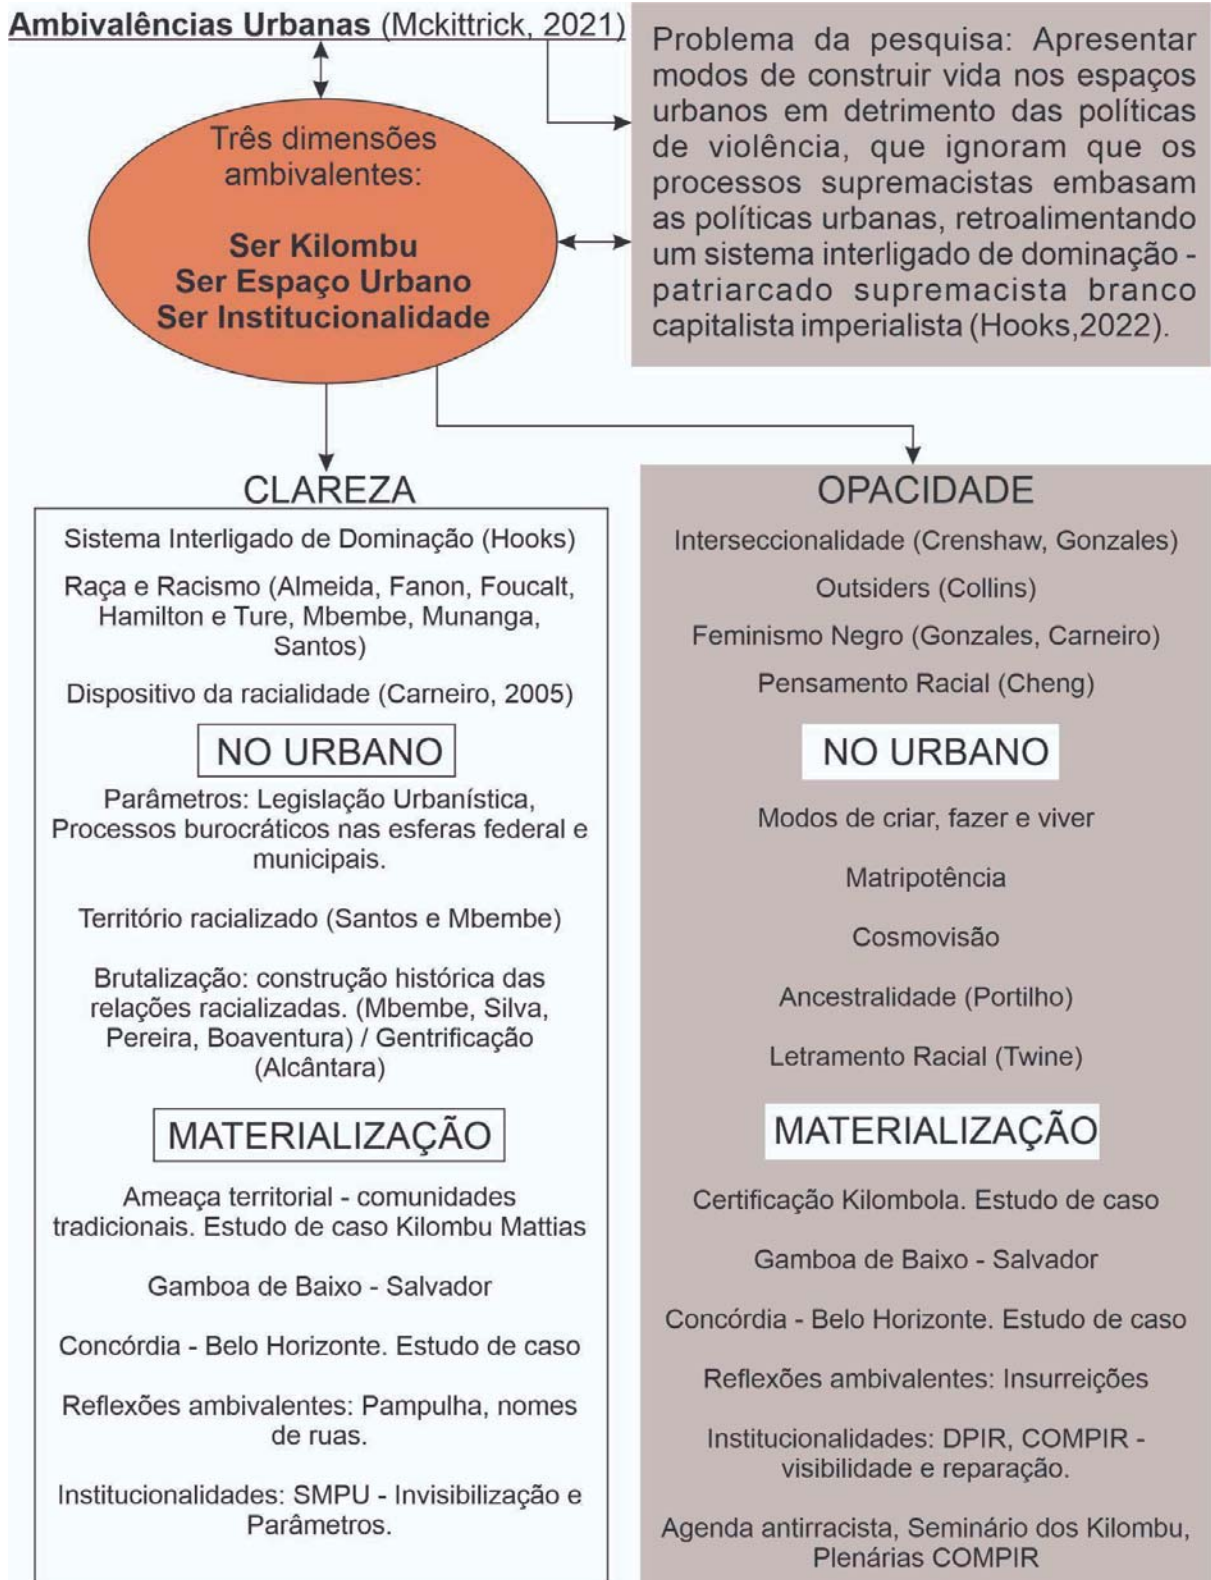 Ambivalências Urbanas (Mckittrick, 2021)
Problema da pesquisa: Apresentar
modos de construir vida nos espaços
urbanos em detrimento das políticas
de violência, que ignoram que os
processos supremacistas embasam
as políticas urbanas, retroalimentando
um sistema interligado de dominação -
patriarcado supremacista branco
capitalista imperialista (Hooks,2022).
Três dimensões
ambivalentes:
Ser Kilombu
Ser Espaço Urbano
Ser Institucionalidade
CLAREZA
Sistema Interligado de Dominação (Hooks)
Raça e Racismo (Almeida, Fanon, Foucalt,
Hamilton e Ture, Mbembe, Munanga,
Santos)
Dispositivo da racialidade (Carneiro, 2005)
NO URBANO
Parâmetros: Legislação Urbanística,
Processos burocráticos nas esferas federal e
municipais.
Território racializado (Santos e Mbembe)
Brutalização: construção histórica das
relações racializadas. (Mbembe, Silva,
Pereira, Boaventura) / Gentrificação
(Alcântara)
MATERIALIZAÇÃO
Ameaça territorial - comunidades
tradicionais. Estudo de caso Kilombu Mattias
Gamboa de Baixo - Salvador
Concórdia - Belo Horizonte. Estudo de caso
Reflexões ambivalentes: Pampulha, nomes
de ruas.
Institucionalidades: SMPU - Invisibilização e
Parâmetros.
OPACIDADE
Interseccionalidade (Crenshaw, Gonzales)
Outsiders (Collins)
Feminismo Negro (Gonzales, Carneiro)
Pensamento Racial (Cheng)
NO URBANO
Modos de criar, fazer e viver
Matripotência
Cosmovisão
Ancestralidade (Portilho)
Letramento Racial (Twine)
MATERIALIZAÇÃO
Certificação Kilombola. Estudo de caso
Gamboa de Baixo - Salvador
Concórdia - Belo Horizonte. Estudo de caso
Reflexões ambivalentes: Insurreições
Institucionalidades: DPIR, COMPIR -
visibilidade e reparação.
Agenda antirracista, Seminário dos Kilombu,
Plenárias COMPIR